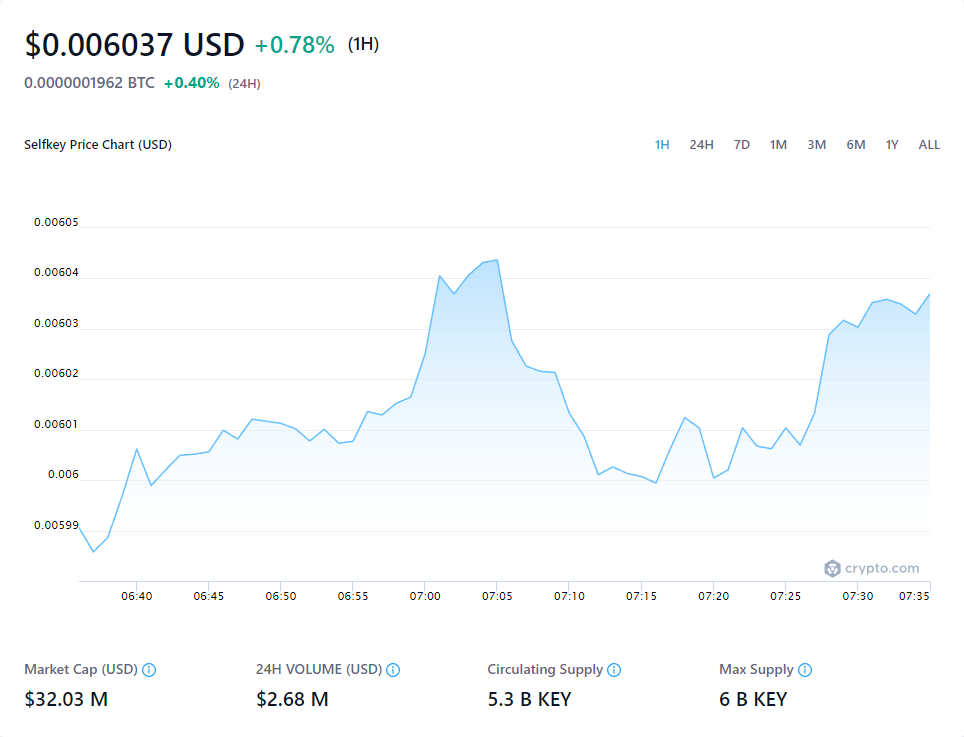 $0.006037 USD +0.78% (1H)
0.0000001962 BTC +0.40% (24H)
Selfkey Price Chart (USD) 1H 24H 7D 1M 3M 6M 1Y ALL
0.00605
0.00604
0.00603
0.00602
0.00601
0.006
0.00599
crypto.com
06:40 06:45 06:50 06:55 07:00 07:05 07:10 07:15 07:20 07:25 07:30 07:35
Market Cap (USD) 24H VOLUME (USD) Circulating Supply Max Supply
$32.03 M $2.68 M 5.3 B KEY 6 B KEY